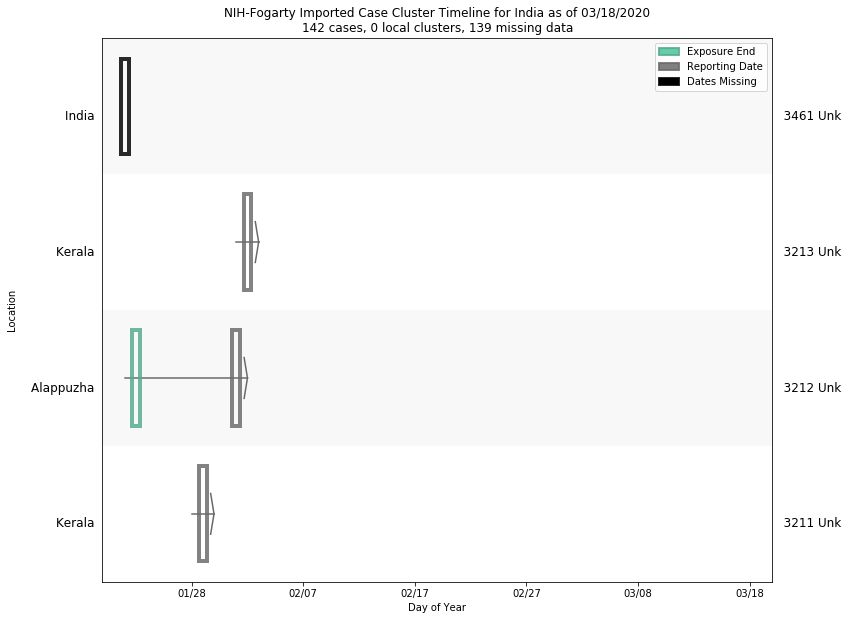 NIH-Fogarty Imported Case Cluster Timeline for India as of 03/18/2020
142 cases, 0 local clusters, 139 missing data
Exposure End
Reporting Date
Dates Missing
India
3461 Unk
Kerala
3213 Unk
Location
Alappuzha
3212 Unk
Kerala
3211 Unk
01/28
02/07
02/17
02/27
03/08
03/18
Day of Year